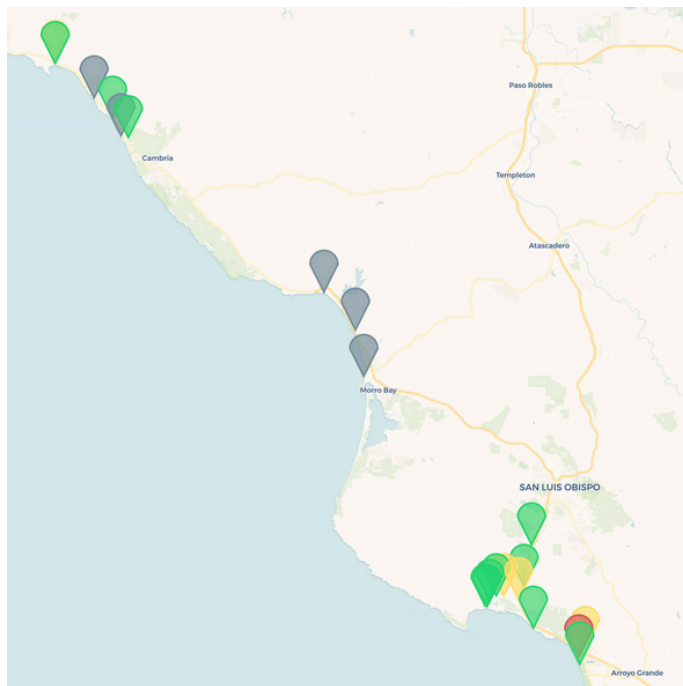 Paso Robles
Cambria
Templeton
Atascadero
Morro Bay
SAN LUIS OBISPO
Arroyo Grande